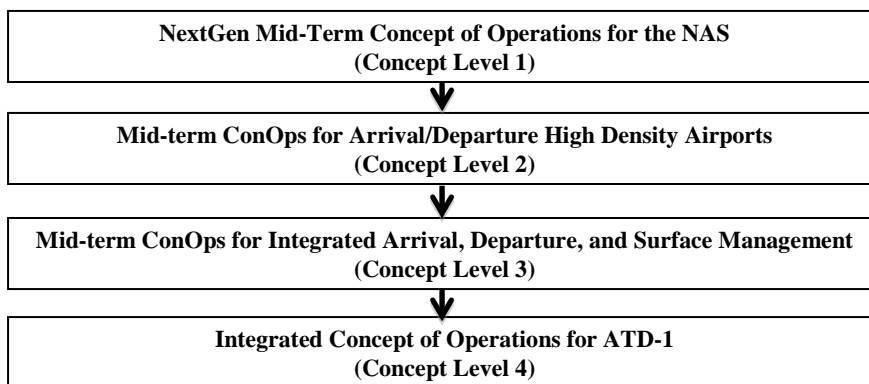 NextGen Mid-Term Concept of Operations for the NAS
(Concept Level 1)
Mid-term ConOps for Arrival/Departure High Density Airports
(Concept Level 2)
Mid-term ConOps for Integrated Arrival, Departure, and Surface Management
(Concept Level 3)
Integrated Concept of Operations for ATD-1
(Concept Level 4)